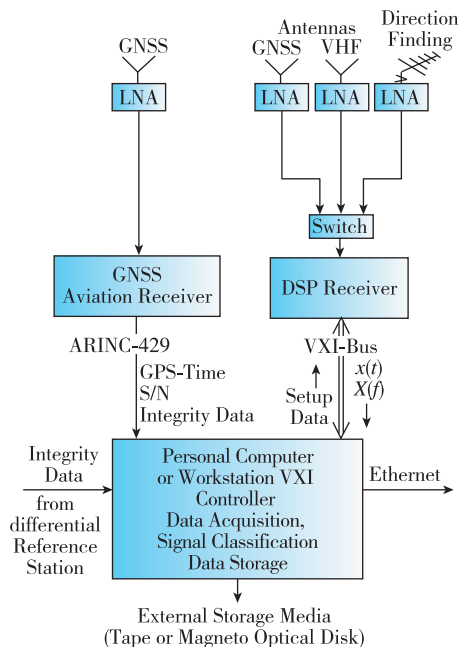 GNSS
LNA
Antennas
GNSS VHF
Direction
Finding
LNA
LNA
LNA
Switch
GNSS
Aviation Receiver
DSP Receiver
ARINC-429
GPS-Time
S/N
Integrity Data
VXI-Bus
Setup
Data
x(t)
X(f)
Integrity
Data
from
differential
Reference
Station
Personal Computer
or Workstation VXI
Controller
Data Acquisition,
Signal Classification
Data Storage
Ethernet
External Storage Media
(Tape or Magneto Optical Disk)